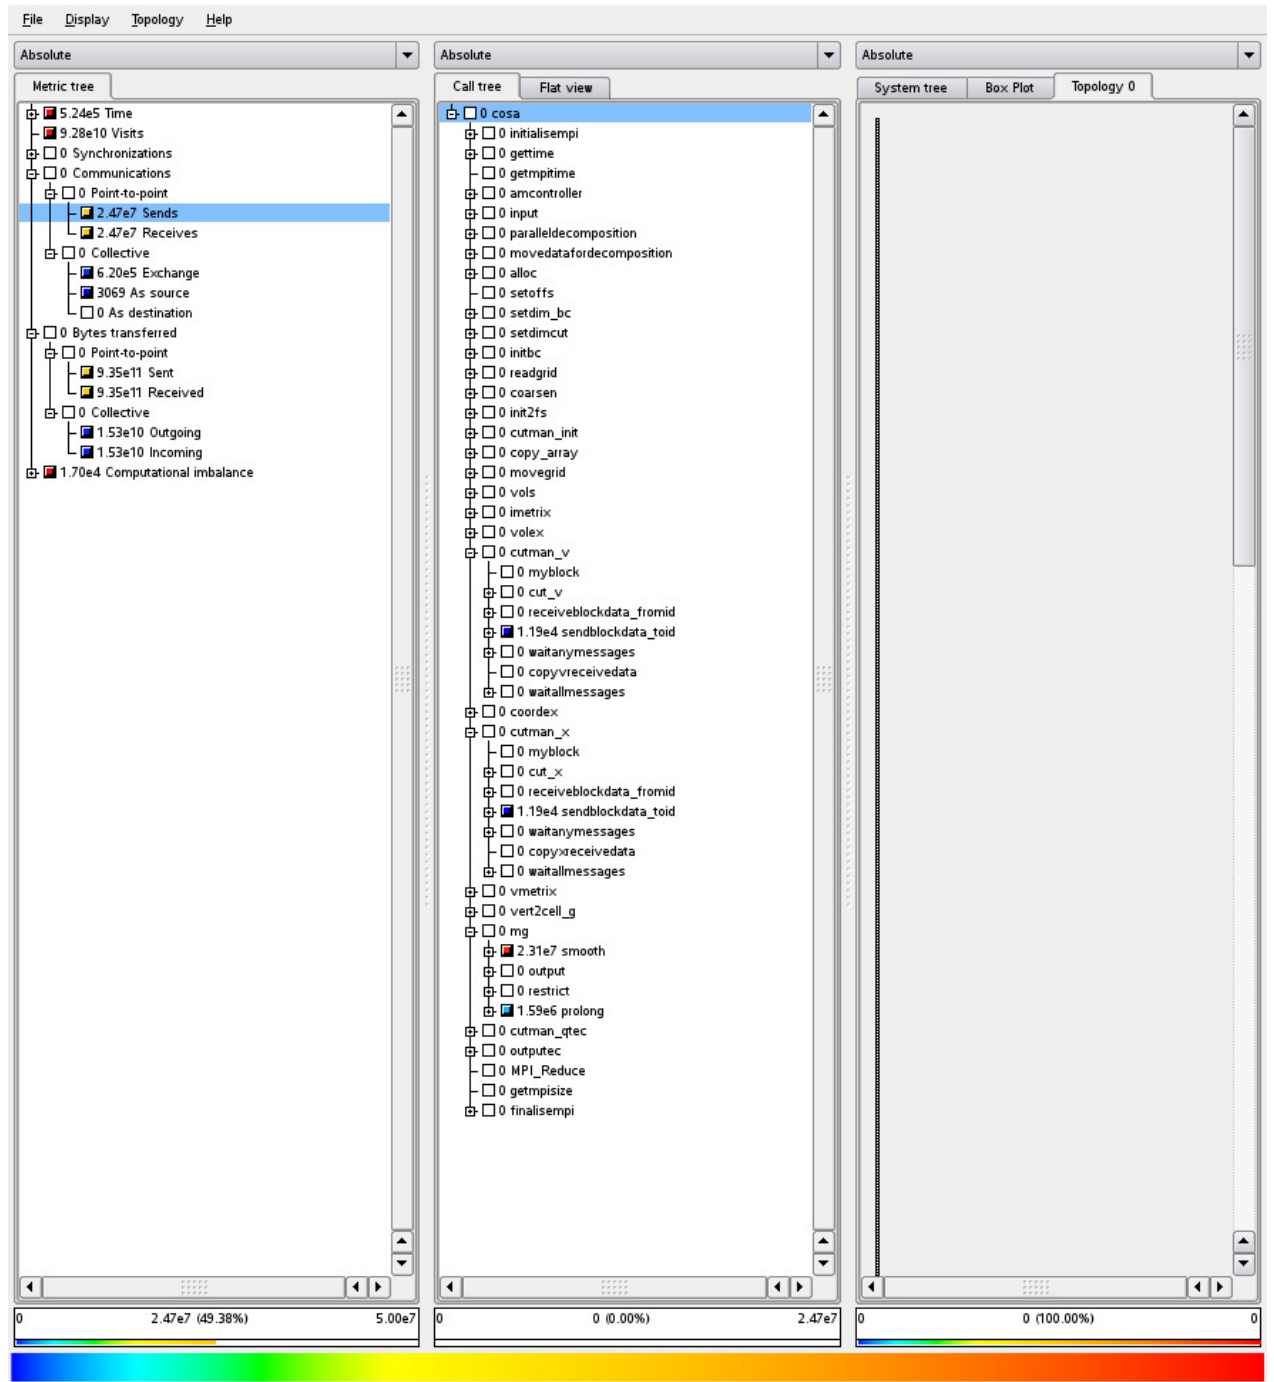 File Display Topology Help
Absolute
Metric tree
5.24e5 Time
9.28e10 Visits
0 Synchronizations
0 Communications
0 Point-to-point
2.47e7 Sends
2.47e7 Receives
0 Collective
6.20e5 Exchange
3069 As source
0 As destination
0 Bytes transferred
0 Point-to-point
9.35e11 Sent
9.35e11 Received
0 Collective
1.53e10 Outgoing
1.53e10 Incoming
1.70e4 Computational imbalance
0 2.47e7 (49.38%) 5.00e7
Absolute
Call tree Flat view
0 cosa
0 initialisempi
0 gettime
0 getmpitime
0 amcontroller
0 input
0 paralleldecomposition
0 movedatafordecomposition
0 alloc
0 setoffs
0 setdim_bc
0 setdimcut
0 initbc
0 readgrid
0 coarsen
0 init2fs
0 cutman_init
0 copy_array
0 movegrid
0 vols
0 imetrix
0 volex
0 cutman_v
0 myblock
0 cut_v
0 receiveblockdata_fromid
1.19e4 sendblockdata_toid
0 waitanymessages
0 copyvreceivedata
0 waitallmessages
0 coordex
0 cutman_x
0 myblock
0 cut_x
0 receiveblockdata_fromid
1.19e4 sendblockdata_toid
0 waitanymessages
0 copyxreceivedata
0 waitallmessages
0 vmetrix
0 vert2cell_g
0 mg
2.31e7 smooth
0 output
0 restrict
1.59e6 prolong
0 cutman_qtec
0 outputec
0 MPI_Reduce
0 getmpisize
0 finalisempi
0 0 (0.00%) 2.47e7
Absolute
System tree Box Plot Topology 0
0 0 (100.00%) 0